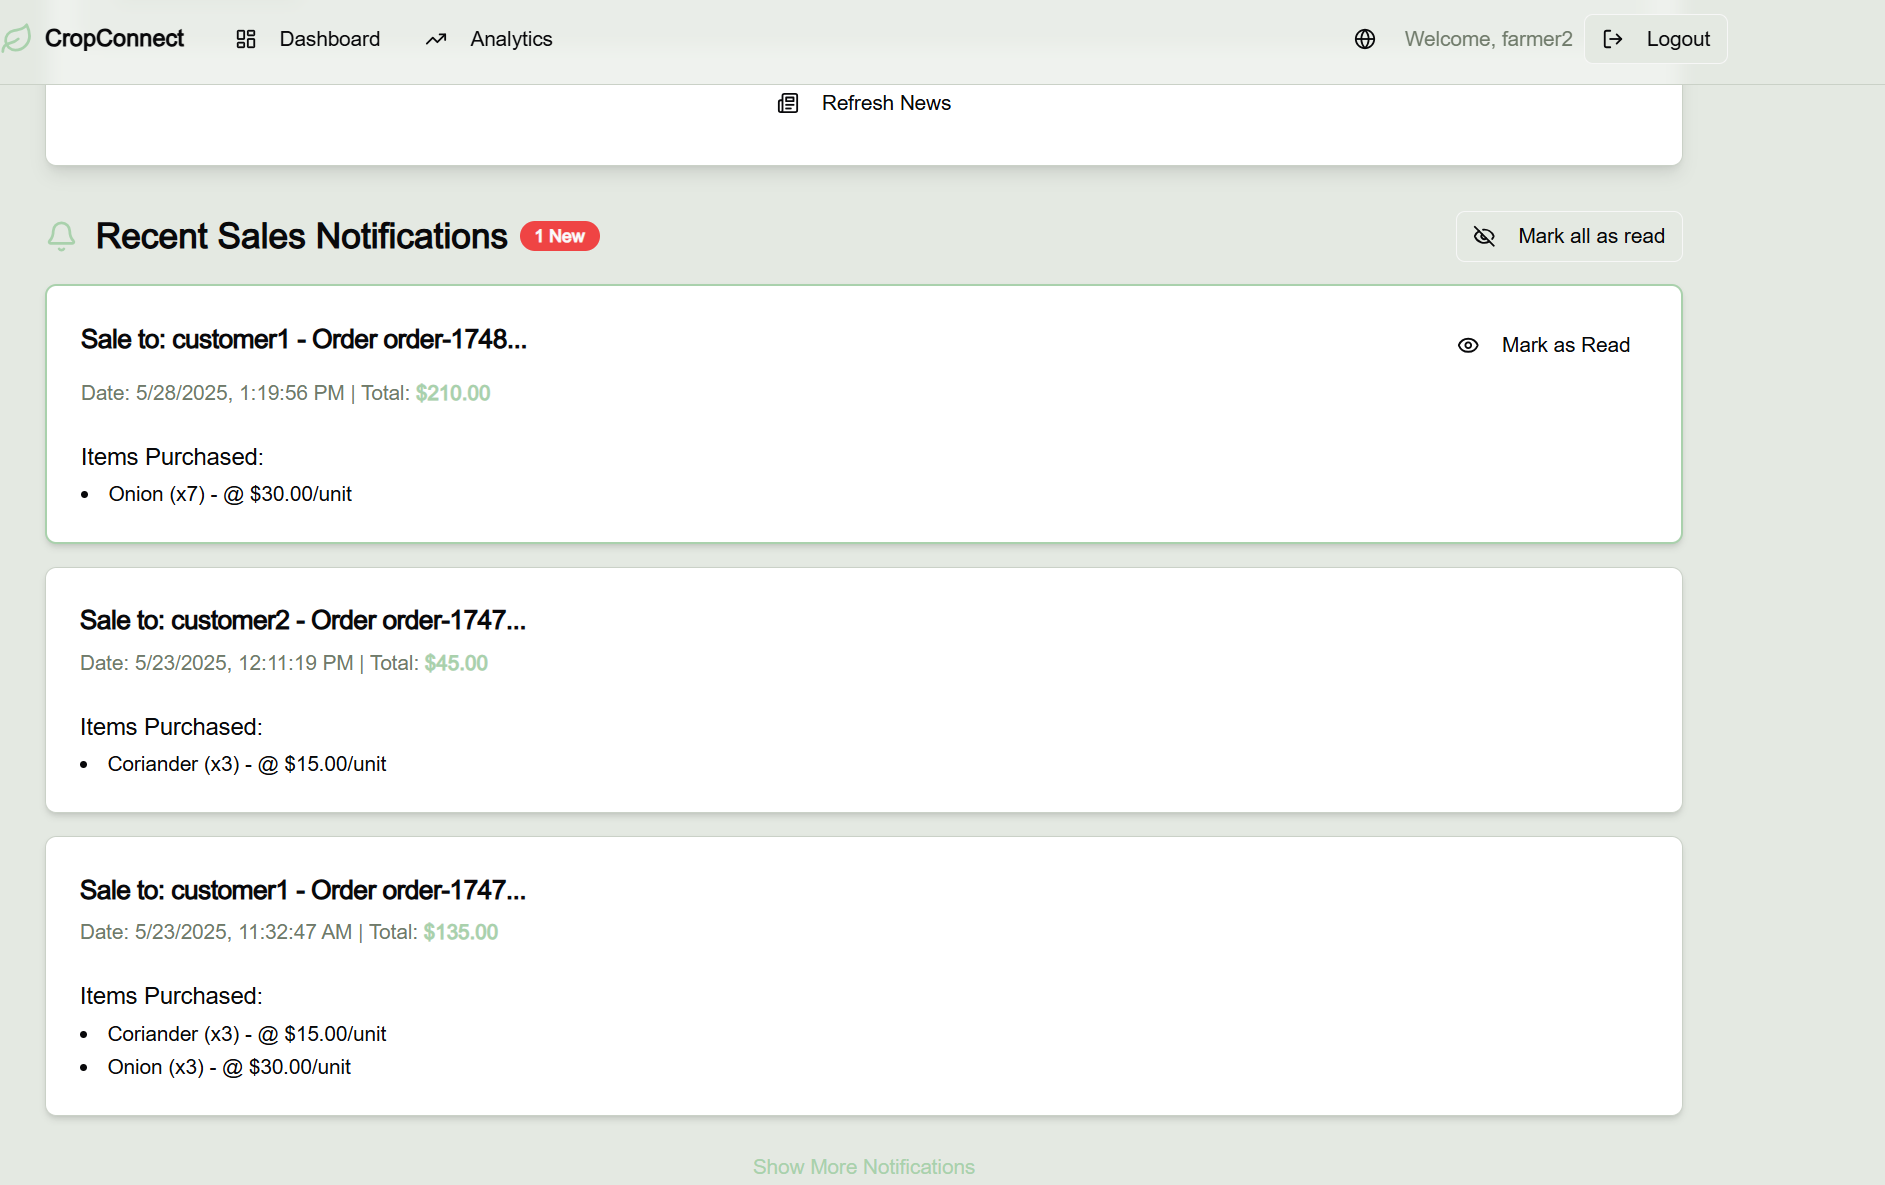 CropConnect Dashboard Analytics Welcome, farmer2 Logout
Refresh News
Recent Sales Notifications 1 New Mark all as read
Sale to: customer1 - Order order-1748... Mark as Read
Date: 5/28/2025, 1:19:56 PM | Total: $210.00
Items Purchased:
• Onion (x7) - @ $30.00/unit
Sale to: customer2 - Order order-1747...
Date: 5/23/2025, 12:11:19 PM | Total: $45.00
Items Purchased:
• Coriander (x3) - @ $15.00/unit
Sale to: customer1 - Order order-1747...
Date: 5/23/2025, 11:32:47 AM | Total: $135.00
Items Purchased:
• Coriander (x3) - @ $15.00/unit
• Onion (x3) - @ $30.00/unit
Show More Notifications